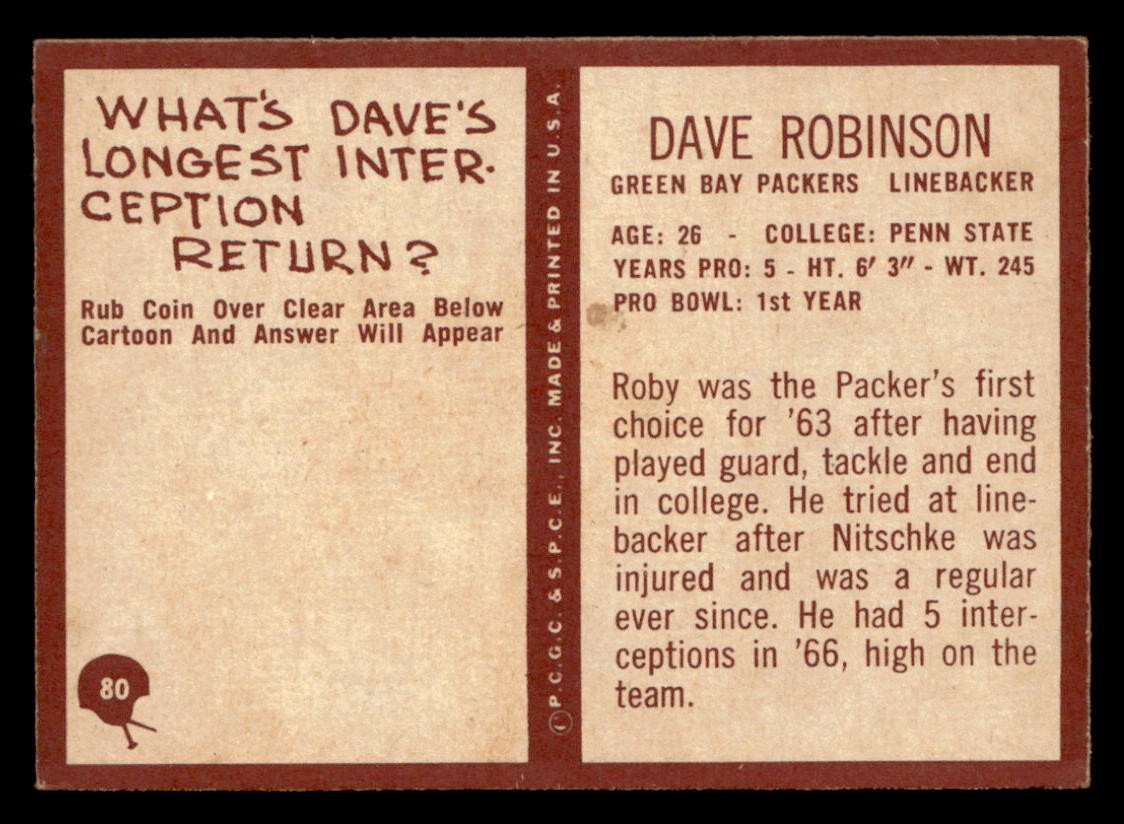 WHAT'S DAVE'S
LONGEST INTER-
CEPTION
RETURN?
Rub Coin Over Clear Area Below
Cartoon And Answer Will Appear
80
©P.C.G.C. & S.P.C.E., INC. MADE & PRINTED IN U.S.A.
DAVE ROBINSON
GREEN BAY PACKERS LINEBACKER
AGE: 26 - COLLEGE: PENN STATE
YEARS PRO: 5 - HT. 6' 3" - WT. 245
PRO BOWL: 1st YEAR
Roby was the Packer's first
choice for '63 after having
played guard, tackle and end
in college. He tried at line-
backer after Nitschke was
injured and was a regular
ever since. He had 5 inter-
ceptions in '66, high on the
team.